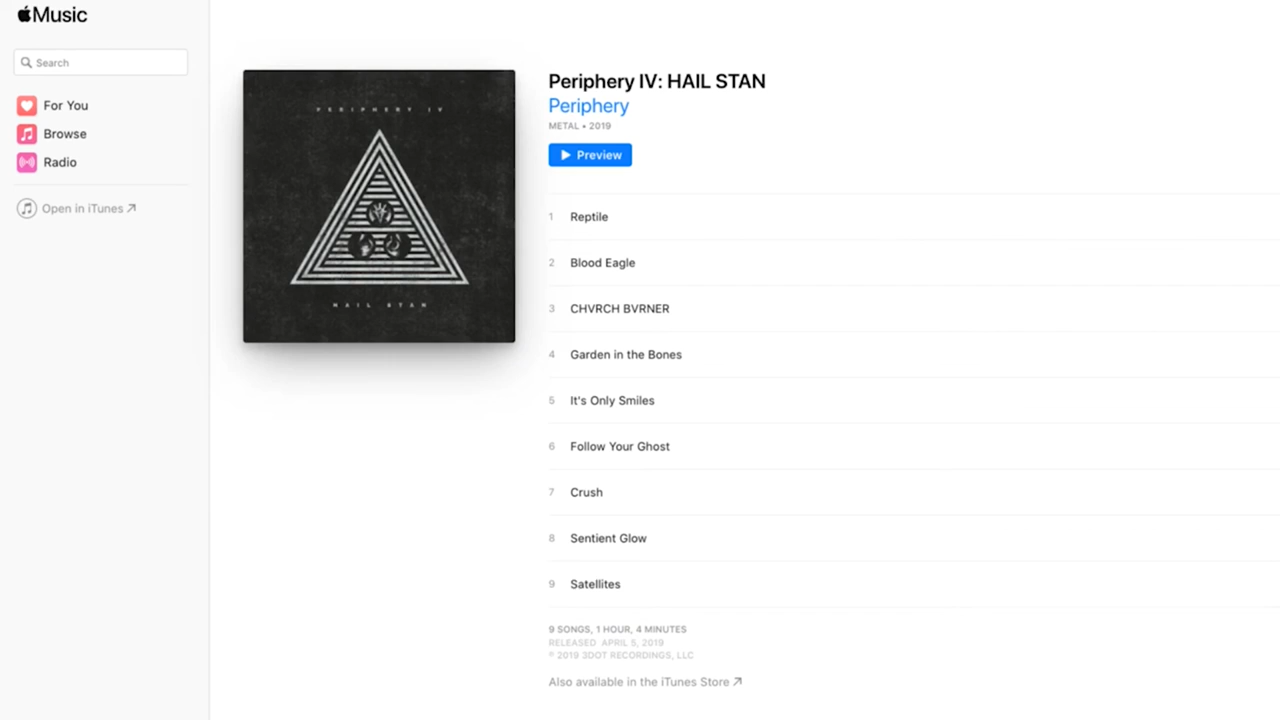 Music
Search
For You
Browse
Radio
Open in iTunes
PERIPHERY IV
HAIL STAN
Periphery IV: HAIL STAN
Periphery
METAL • 2019
Preview
1 Reptile
2 Blood Eagle
3 CHVRCH BVRNER
4 Garden in the Bones
5 It's Only Smiles
6 Follow Your Ghost
7 Crush
8 Sentient Glow
9 Satellites
9 SONGS, 1 HOUR, 4 MINUTES
RELEASED APRIL 5, 2019
℗ 2019 3DOT RECORDINGS, LLC
Also available in the iTunes Store